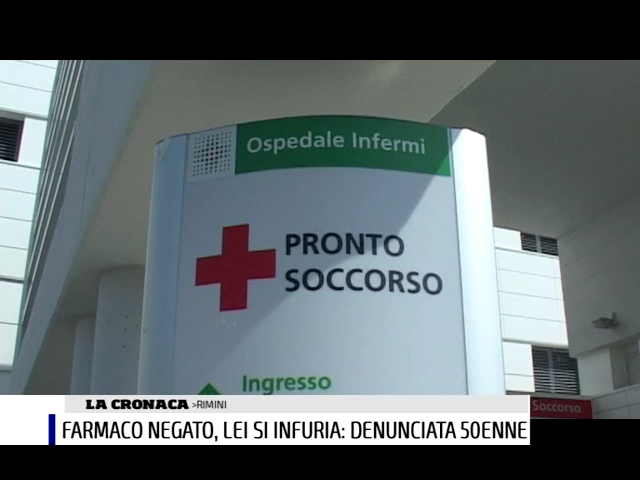 Ospedale Infermi
PRONTO
SOCCORSO
Ingresso
Soccorso
LA CRONACA >RIMINI
FARMACO NEGATO, LEI SI INFURIA: DENUNCIATA 50ENNE